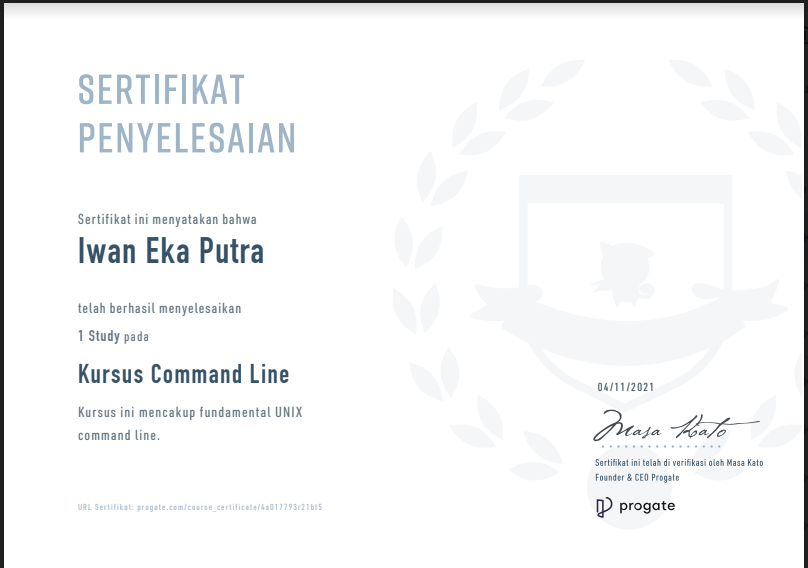 SERTIFIKAT
PENYELESAIAN
Sertifikat ini menyatakan bahwa
Iwan Eka Putra
telah berhasil menyelesaikan
1 Study pada
Kursus Command Line
Kursus ini mencakup fundamental UNIX
command line.
04/11/2021
Masa Kato
Sertifikat ini telah di verifikasi oleh Masa Kato
Founder & CEO Progate
progate
URL Sertifikat: progate.com/course_certificate/4a017793r21bt5